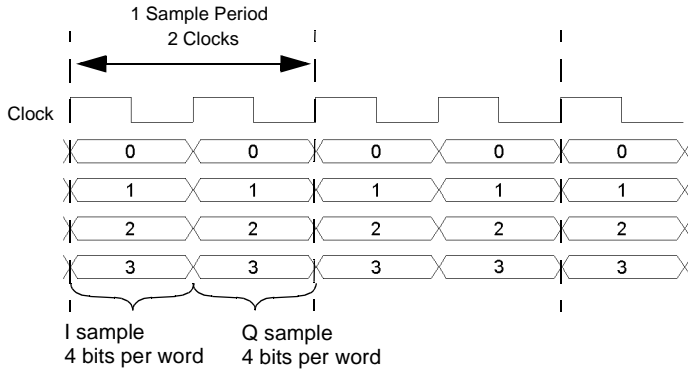 1 Sample Period
2 Clocks
Clock
0 0 0 0 0
1 1 1 1 1
2 2 2 2 2
3 3 3 3 3
I sample Q sample
4 bits per word 4 bits per word